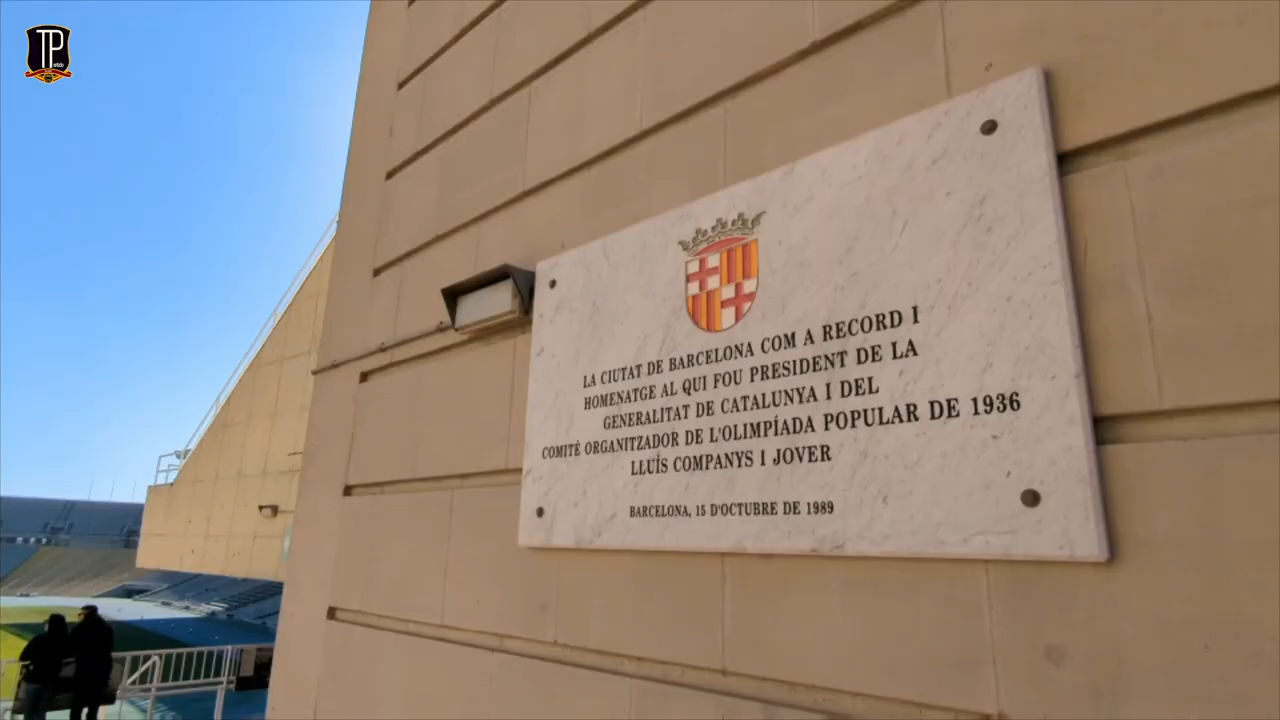 TP
LA CIUTAT DE BARCELONA COM A RECORD I
HOMENATGE AL QUI FOU PRESIDENT DE LA
GENERALITAT DE CATALUNYA I DEL
COMITÈ ORGANITZADOR DE L'OLIMPÍADA POPULAR DE 1936
LLUÍS COMPANYS I JOVER
BARCELONA, 15 D'OCTUBRE DE 1989